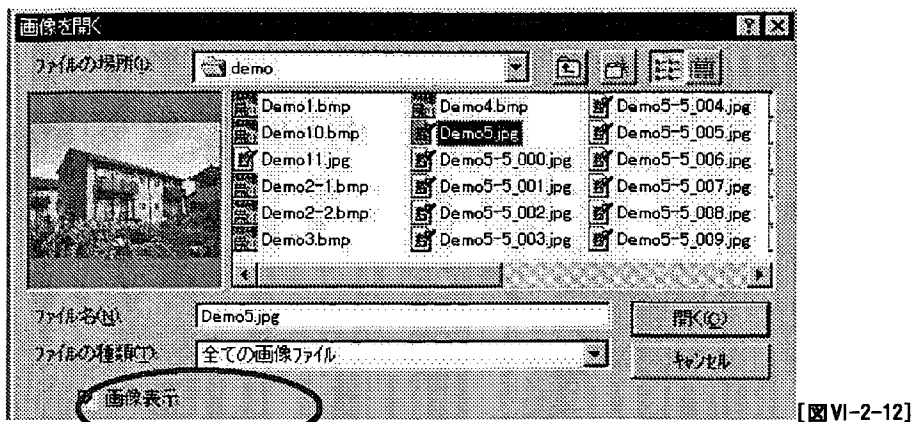 画像を開く
ファイルの場所(I): demo
Demo1.bmp
Demo10.bmp
Demo11.jpg
Demo2-1.bmp
Demo2-2.bmp
Demo3.bmp
Demo4.bmp
Demo5.jpg
Demo5-5_000.jpg
Demo5-5_001.jpg
Demo5-5_002.jpg
Demo5-5_003.jpg
Demo5-5_004.jpg
Demo5-5_005.jpg
Demo5-5_006.jpg
Demo5-5_007.jpg
Demo5-5_008.jpg
Demo5-5_009.jpg
ファイル名(N): Demo5.jpg 開く(O)
ファイルの種類(T): 全ての画像ファイル キャンセル
画像表示
[図Ⅵ-2-12]